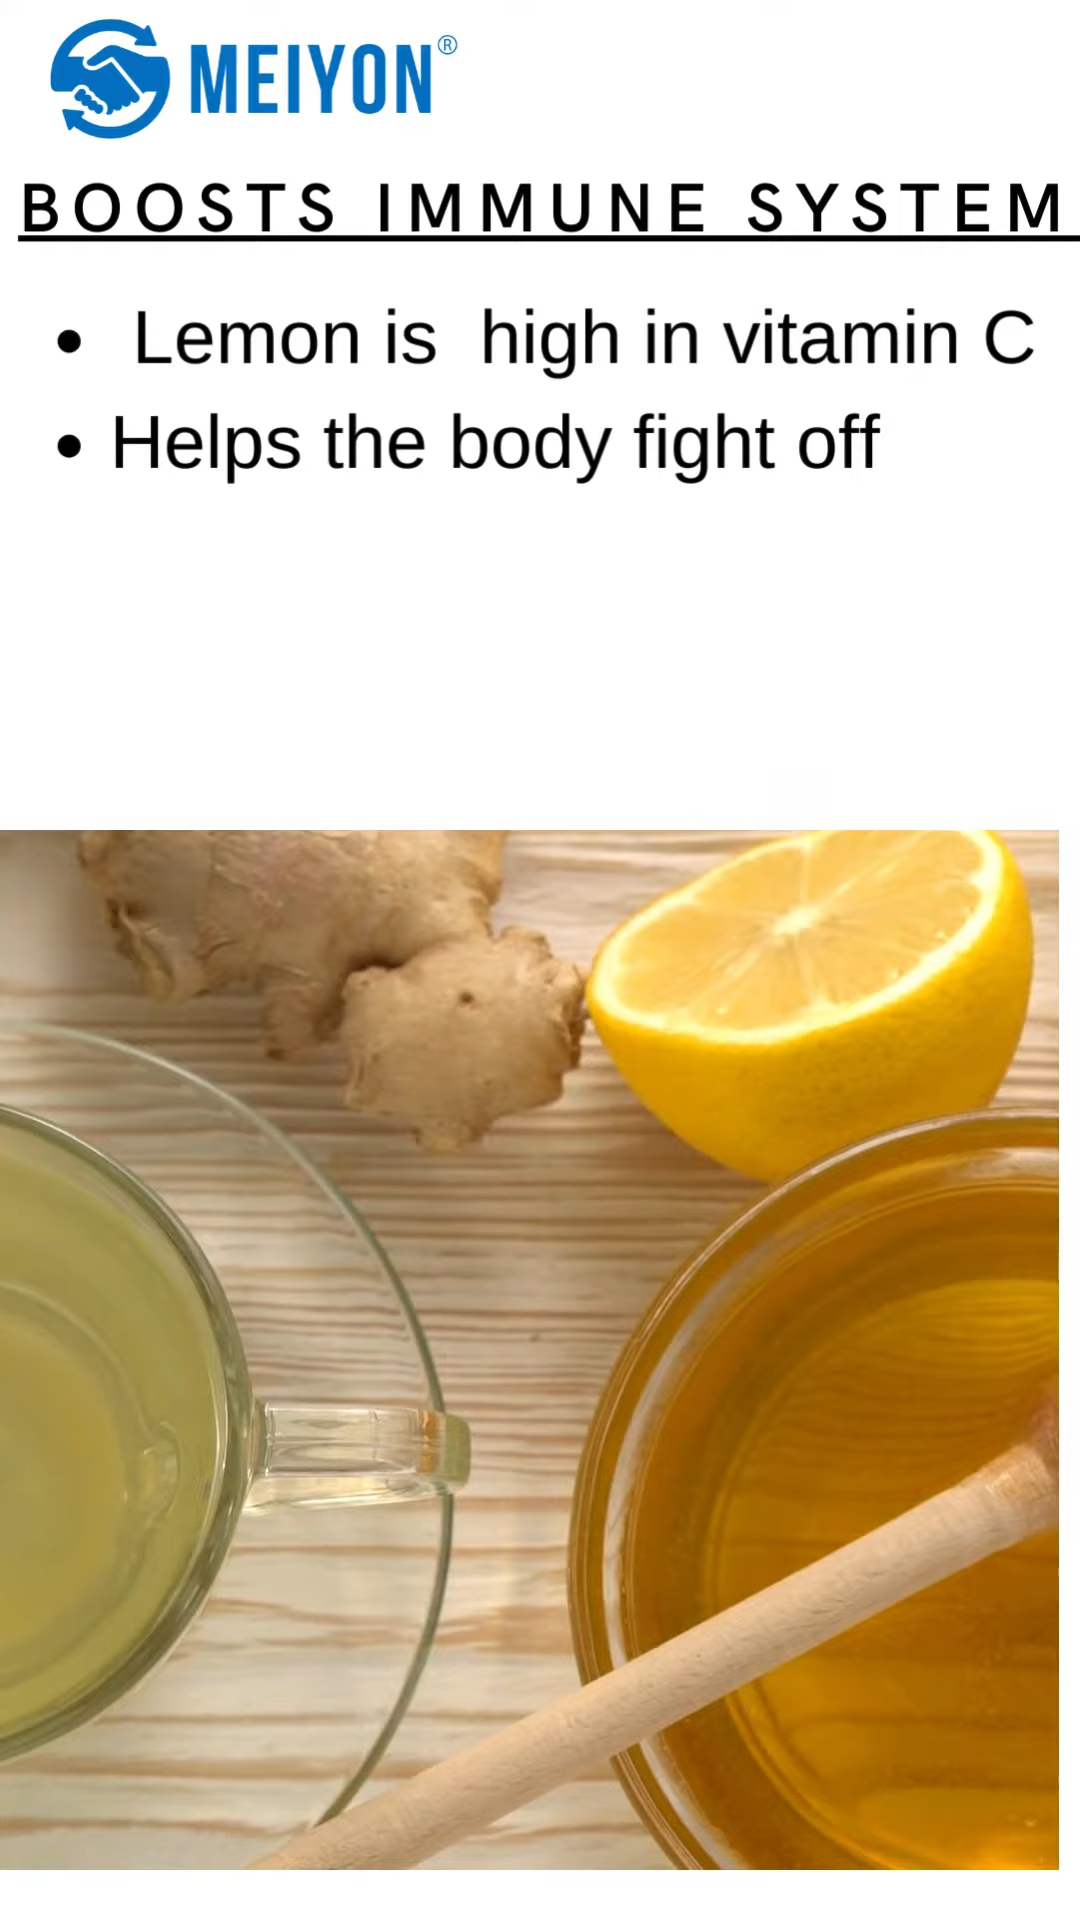 MEIYON®
BOOSTS IMMUNE SYSTEM
• Lemon is  high in vitamin C
• Helps the body fight off